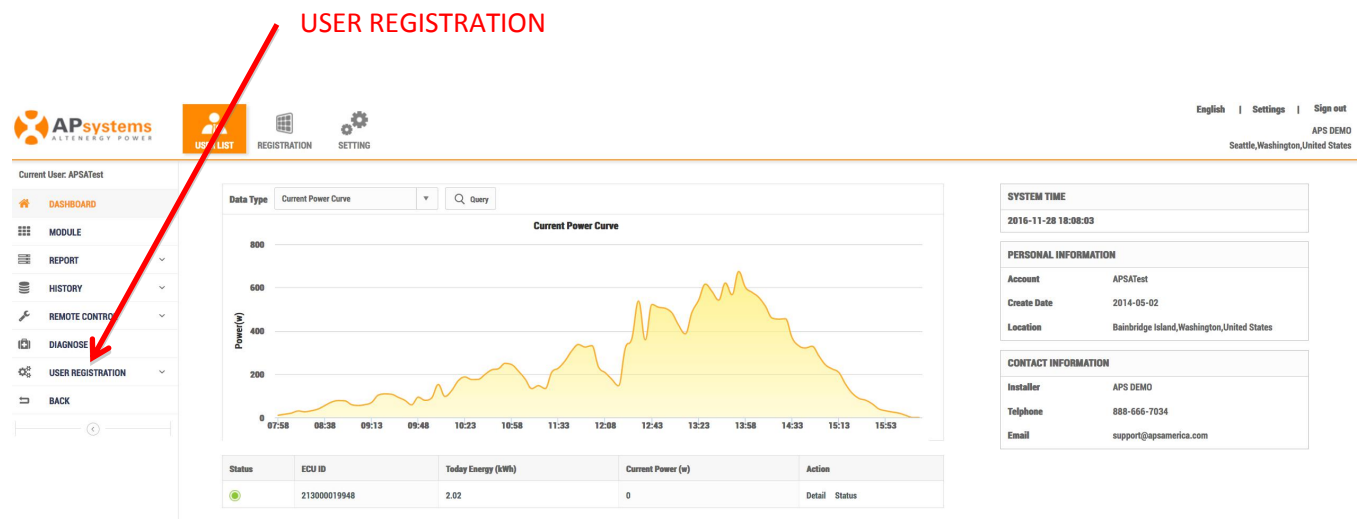 USER REGISTRATION
APsystems
ALTENERGY POWER
USER LIST
REGISTRATION
SETTING
English | Settings | Sign out
APS DEMO
Seattle,Washington,United States
Current User: APSATest
DASHBOARD
MODULE
REPORT
HISTORY
REMOTE CONTROL
DIAGNOSE
USER REGISTRATION
BACK
Data Type Current Power Curve Query
Current Power Curve
Power(w)
800
600
400
200
0
07:58 08:38 09:13 09:48 10:23 10:58 11:33 12:08 12:43 13:23 13:58 14:33 15:13 15:53
Status ECU ID Today Energy (kWh) Current Power (w) Action
213000019948 2.02 0 Detail Status
SYSTEM TIME
2016-11-28 18:08:03
PERSONAL INFORMATION
Account APSATest
Create Date 2014-05-02
Location Bainbridge Island,Washington,United States
CONTACT INFORMATION
Installer APS DEMO
Telphone 888-666-7034
Email support@apsamerica.com